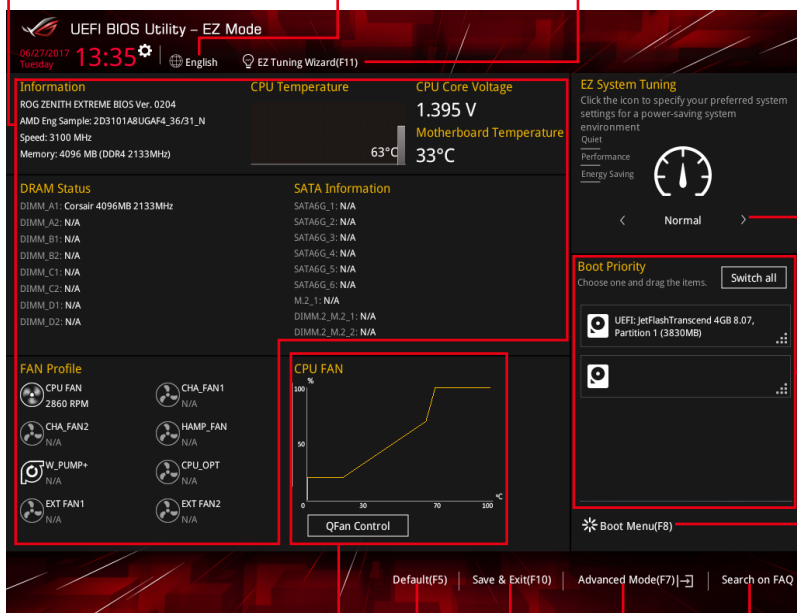 UEFI BIOS Utility – EZ Mode
06/27/2017
Tuesday
13:35
English
EZ Tuning Wizard(F11)
Information
ROG ZENITH EXTREME BIOS Ver. 0204
AMD Eng Sample: 2D3101A8UGAF4_36/31_N
Speed: 3100 MHz
Memory: 4096 MB (DDR4 2133MHz)
CPU Temperature
63°C
CPU Core Voltage
1.395 V
Motherboard Temperature
33°C
EZ System Tuning
Click the icon to specify your preferred system
settings for a power-saving system
environment
Quiet
Performance
Energy Saving
Normal
DRAM Status
DIMM_A1: Corsair 4096MB 2133MHz
DIMM_A2: N/A
DIMM_B1: N/A
DIMM_B2: N/A
DIMM_C1: N/A
DIMM_C2: N/A
DIMM_D1: N/A
DIMM_D2: N/A
SATA Information
SATA6G_1: N/A
SATA6G_2: N/A
SATA6G_3: N/A
SATA6G_4: N/A
SATA6G_5: N/A
SATA6G_6: N/A
M.2_1: N/A
DIMM.2_M.2_1: N/A
DIMM.2_M.2_2: N/A
Boot Priority
Choose one and drag the items.
Switch all
UEFI: JetFlashTranscend 4GB 8.07,
Partition 1 (3830MB)
FAN Profile
CPU FAN
2860 RPM
CHA_FAN1
N/A
CHA_FAN2
N/A
HAMP_FAN
N/A
W_PUMP+
N/A
CPU_OPT
N/A
EXT FAN1
N/A
EXT FAN2
N/A
CPU FAN
%
100
50
0
30
70
100
°C
QFan Control
Boot Menu(F8)
Default(F5)
Save & Exit(F10)
Advanced Mode(F7)
Search on FAQ